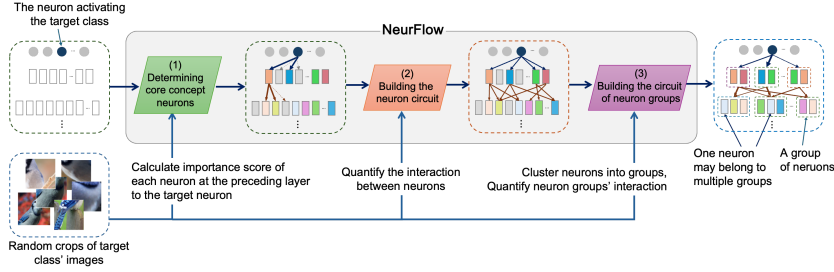 The neuron activating
the target class
NeurFlow
(1)
Determining
core concept
neurons
(2)
Building the
neuron circuit
(3)
Building the circuit
of neuron groups
Calculate importance score of
each neuron at the preceding layer
to the target neuron
Quantify the interaction
between neurons
Cluster neurons into groups,
Quantify neuron groups' interaction
One neuron
may belong to
multiple groups
A group
of neruons
Random crops of target
class' images